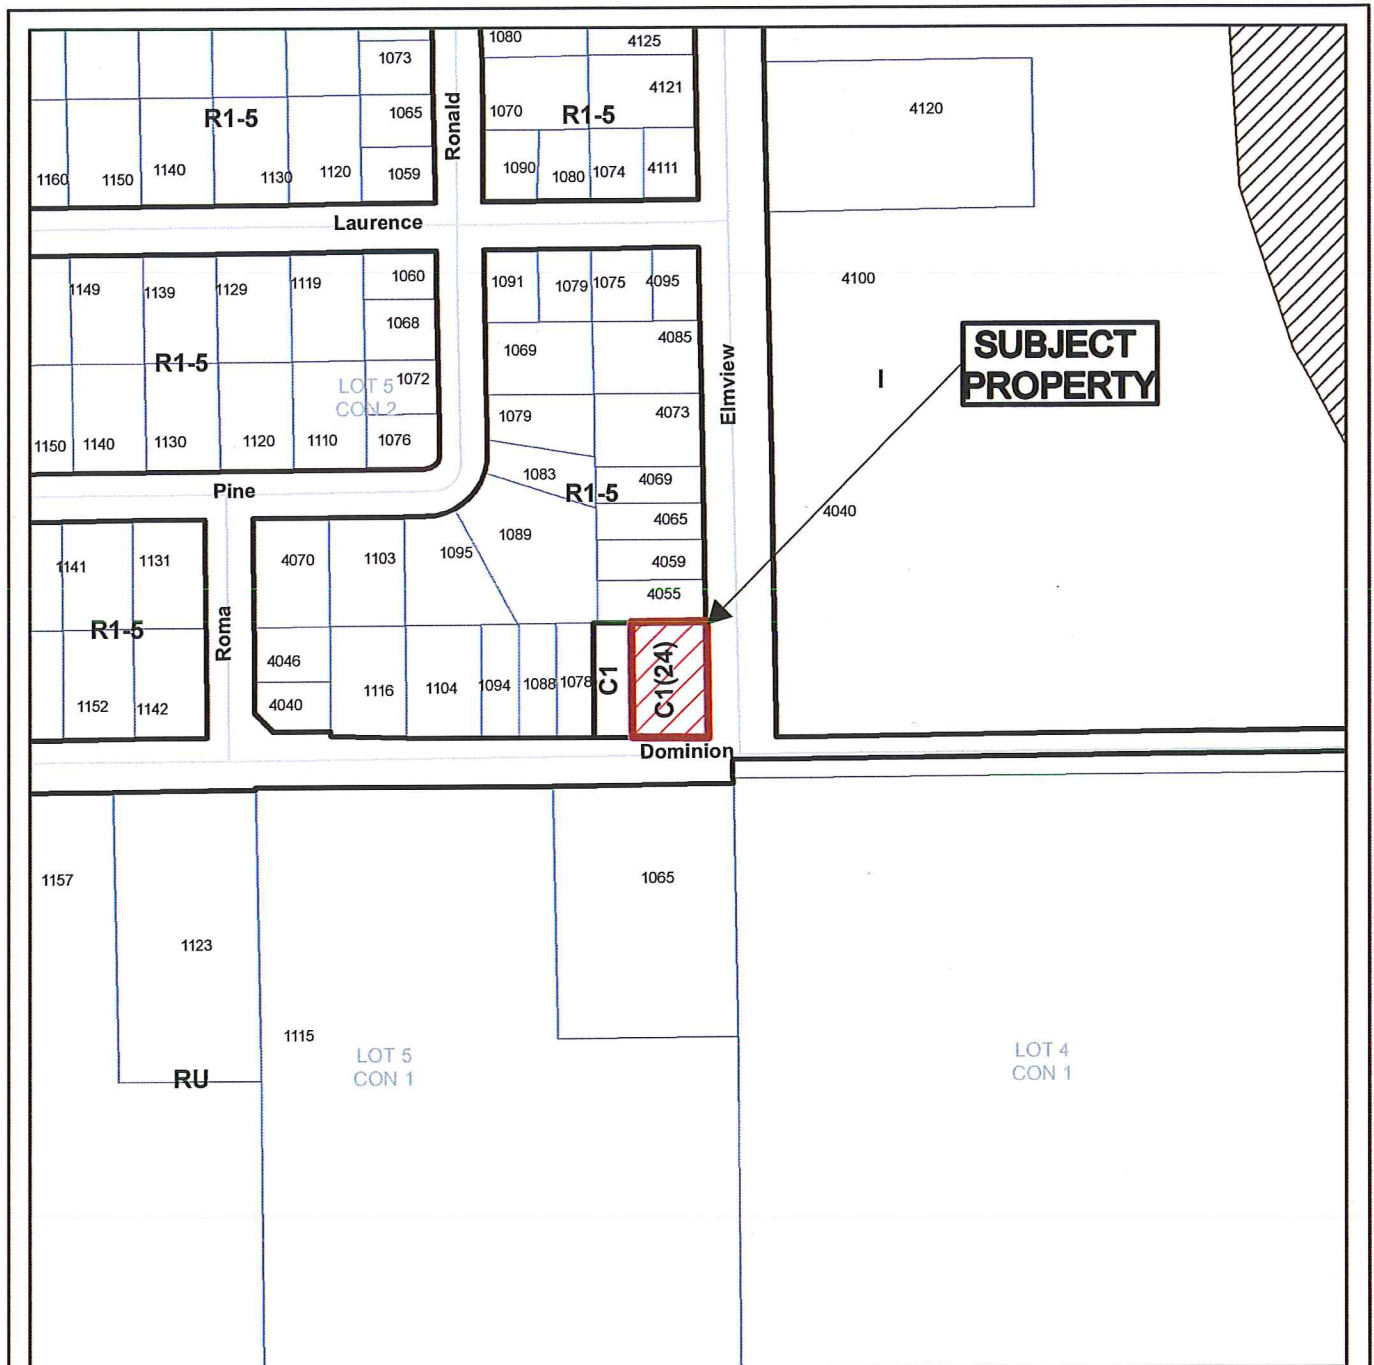 1080
4125
1073
4121
4120
R1-5
1065
Ronald
1070
R1-5
1160
1150
1140
1130
1120
1059
1090
1080
1074
4111
Laurence
1149
1139
1129
1119
1060
1091
1079
1075
4095
4100
1068
1069
4085
SUBJECT
PROPERTY
R1-5
LOT 5
CON 2
1072
Elmview
I
1079
4073
1150
1140
1130
1120
1110
1076
1083
4069
R1-5
Pine
4065
4040
1089
1141
1131
4070
1103
1095
4059
4055
R1-5
Roma
4046
4040
1116
1104
1094
1088
1078
C1
C1(24)
1152
1142
Dominion
1157
1065
1123
1115
LOT 5
CON 1
LOT 4
CON 1
RU